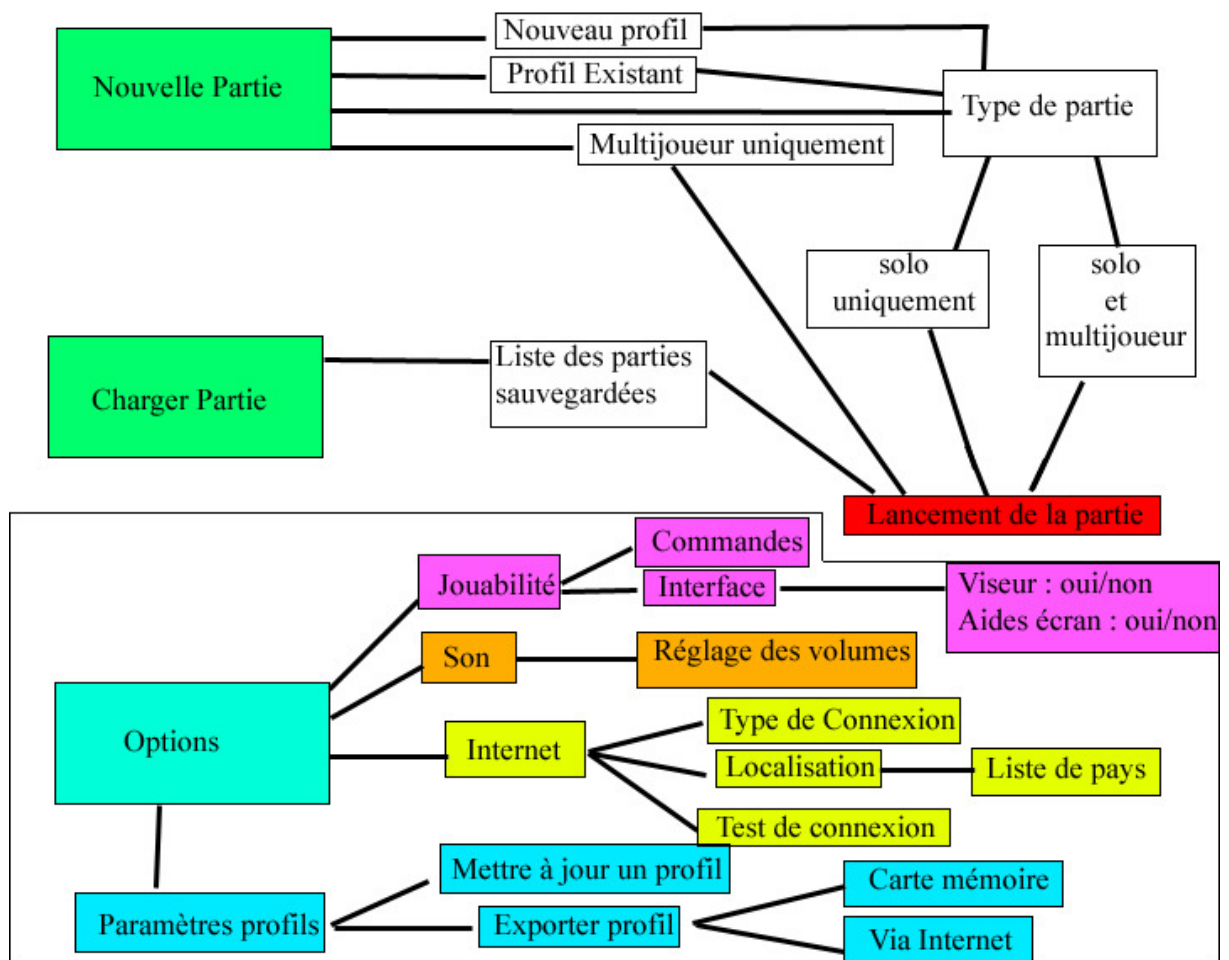 Nouveau profil
Nouvelle Partie
Profil Existant
Type de partie
Multijoueur uniquement
solo
uniquement
solo
et
multijoueur
Charger Partie
Liste des parties
sauvegardées
Lancement de la partie
Commandes
Jouabilité
Interface
Viseur : oui/non
Aides écran : oui/non
Son
Réglage des volumes
Options
Internet
Type de Connexion
Localisation
Liste de pays
Test de connexion
Mettre à jour un profil
Paramètres profils
Exporter profil
Carte mémoire
Via Internet